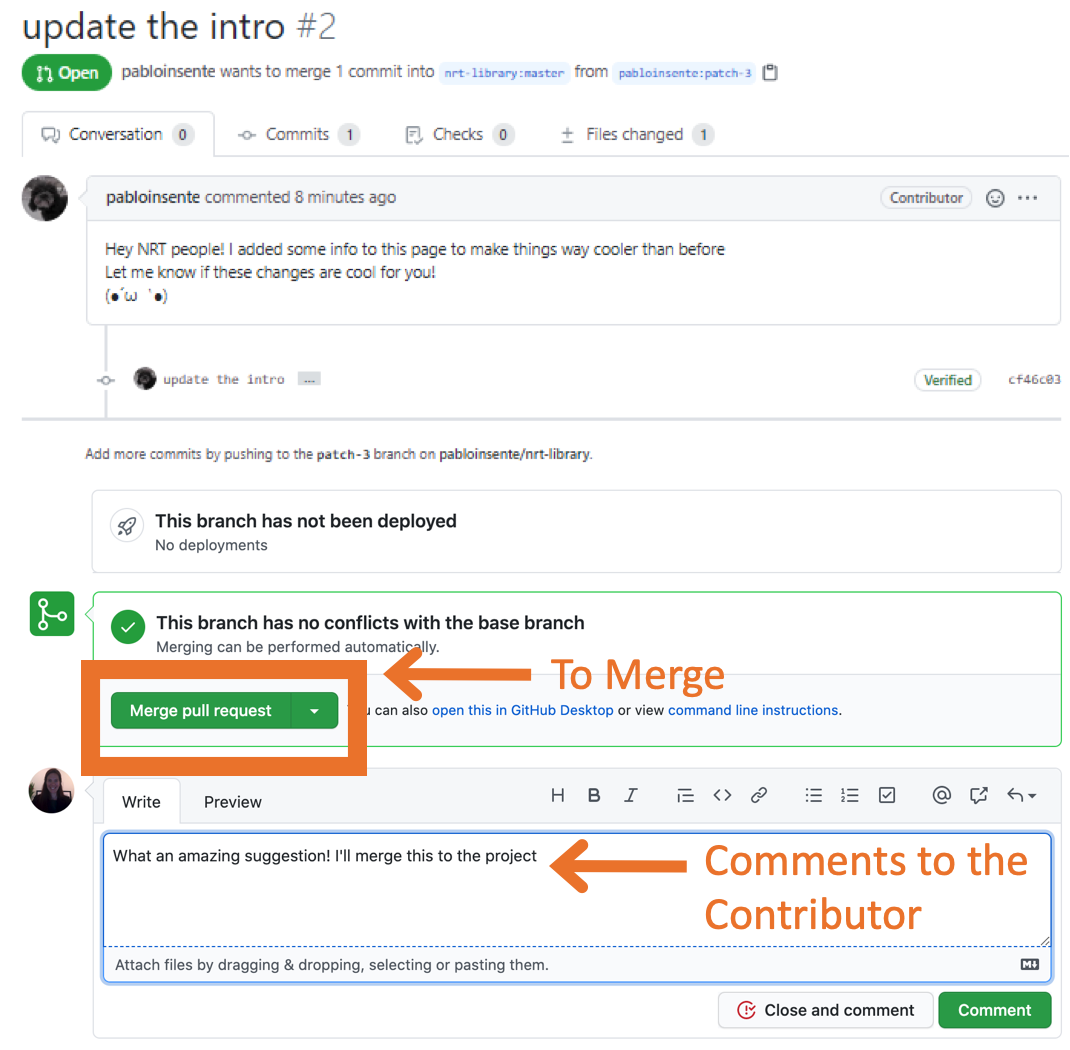 update the intro #2
Open pabloinsente wants to merge 1 commit into nrt-library:master from pabloinsente:patch-3
Conversation 0 Commits 1 Checks 0 Files changed 1
pabloinsente commented 8 minutes ago Contributor
Hey NRT people! I added some info to this page to make things way cooler than before
Let me know if these changes are cool for you!
(●´ω｀●)
update the intro ... Verified cf46c03
Add more commits by pushing to the patch-3 branch on pabloinsente/nrt-library.
This branch has not been deployed
No deployments
This branch has no conflicts with the base branch
Merging can be performed automatically.
To Merge
Merge pull request can also open this in GitHub Desktop or view command line instructions.
Write Preview
What an amazing suggestion! I'll merge this to the project
Comments to the
Contributor
Attach files by dragging & dropping, selecting or pasting them.
Close and comment Comment